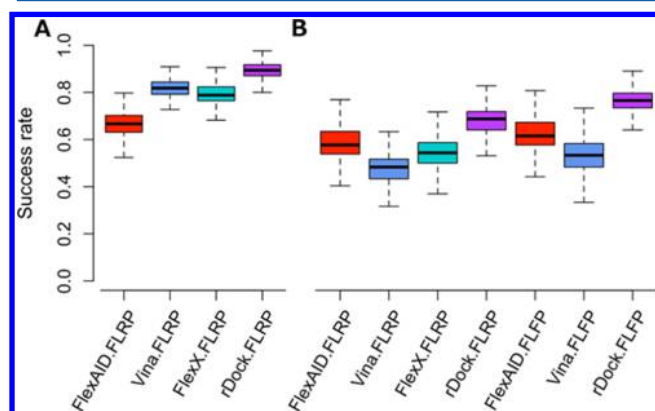 A
B
Success rate
1.0
0.8
0.6
0.4
0.2
0.0
FlexAID.FLRP
Vina.FLRP
FlexX.FLRP
rDock.FLRP
FlexAID.FLRP
Vina.FLRP
FlexX.FLRP
rDock.FLRP
FlexAID.FLFP
Vina.FLFP
rDock.FLFP